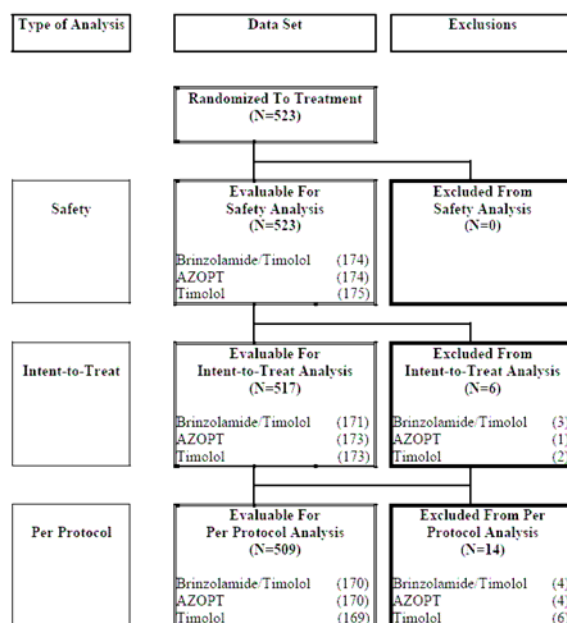 Type of Analysis
Data Set
Exclusions
Randomized To Treatment
(N=523)
Safety
Evaluable For
Safety Analysis
(N=523)
Brinzolamide/Timolol (174)
AZOPT (174)
Timolol (175)
Excluded From
Safety Analysis
(N=0)
Intent-to-Treat
Evaluable For
Intent-to-Treat Analysis
(N=517)
Brinzolamide/Timolol (171)
AZOPT (173)
Timolol (173)
Excluded From
Intent-to-Treat Analysis
(N=6)
Brinzolamide/Timolol (3)
AZOPT (1)
Timolol (2)
Per Protocol
Evaluable For
Per Protocol Analysis
(N=509)
Brinzolamide/Timolol (170)
AZOPT (170)
Timolol (169)
Excluded From Per
Protocol Analysis
(N=14)
Brinzolamide/Timolol (4)
AZOPT (4)
Timolol (6)